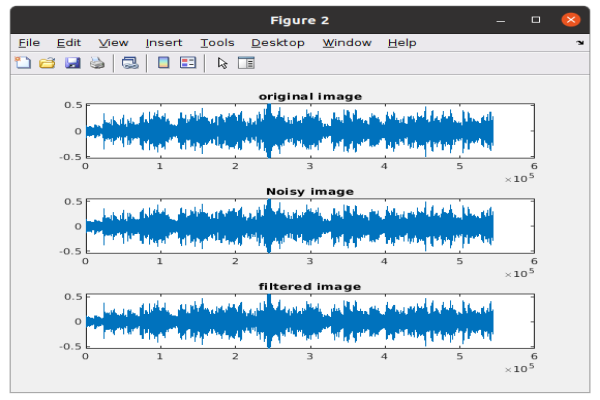 Figure 2
File Edit View Insert Tools Desktop Window Help
original image
0.5
0
-0.5
0 1 2 3 4 5 6
×10^5
Noisy image
0.5
0
-0.5
0 1 2 3 4 5 6
×10^5
filtered image
0.5
0
-0.5
0 1 2 3 4 5 6
×10^5